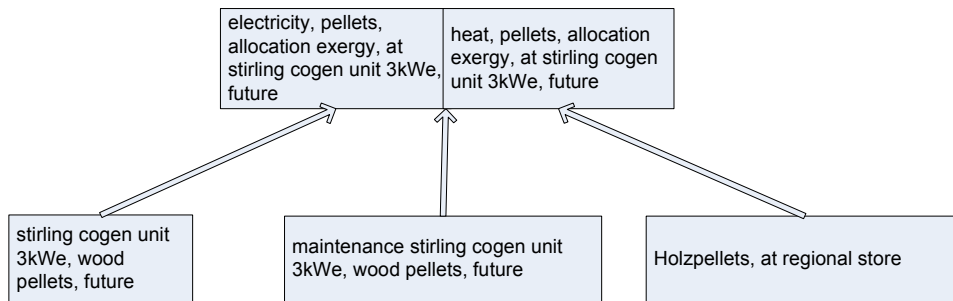 electricity, pellets,
allocation exergy, at
stirling cogen unit 3kWe,
future
heat, pellets, allocation
exergy, at stirling cogen
unit 3kWe, future
stirling cogen unit
3kWe, wood
pellets, future
maintenance stirling cogen unit
3kWe, wood pellets, future
Holzpellets, at regional store